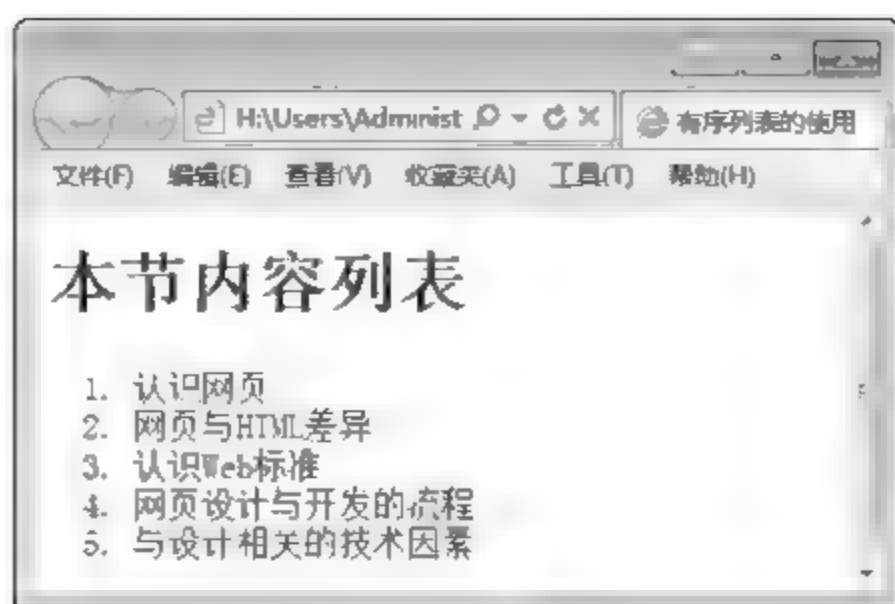 H:\Users\Administ
有序列表的使用
文件(F) 编辑(E) 查看(V) 收藏夹(A) 工具(T) 帮助(H)
本节内容列表
1. 认识网页
2. 网页与HTML差异
3. 认识Web标准
4. 网页设计与开发的流程
5. 与设计相关的技术因素